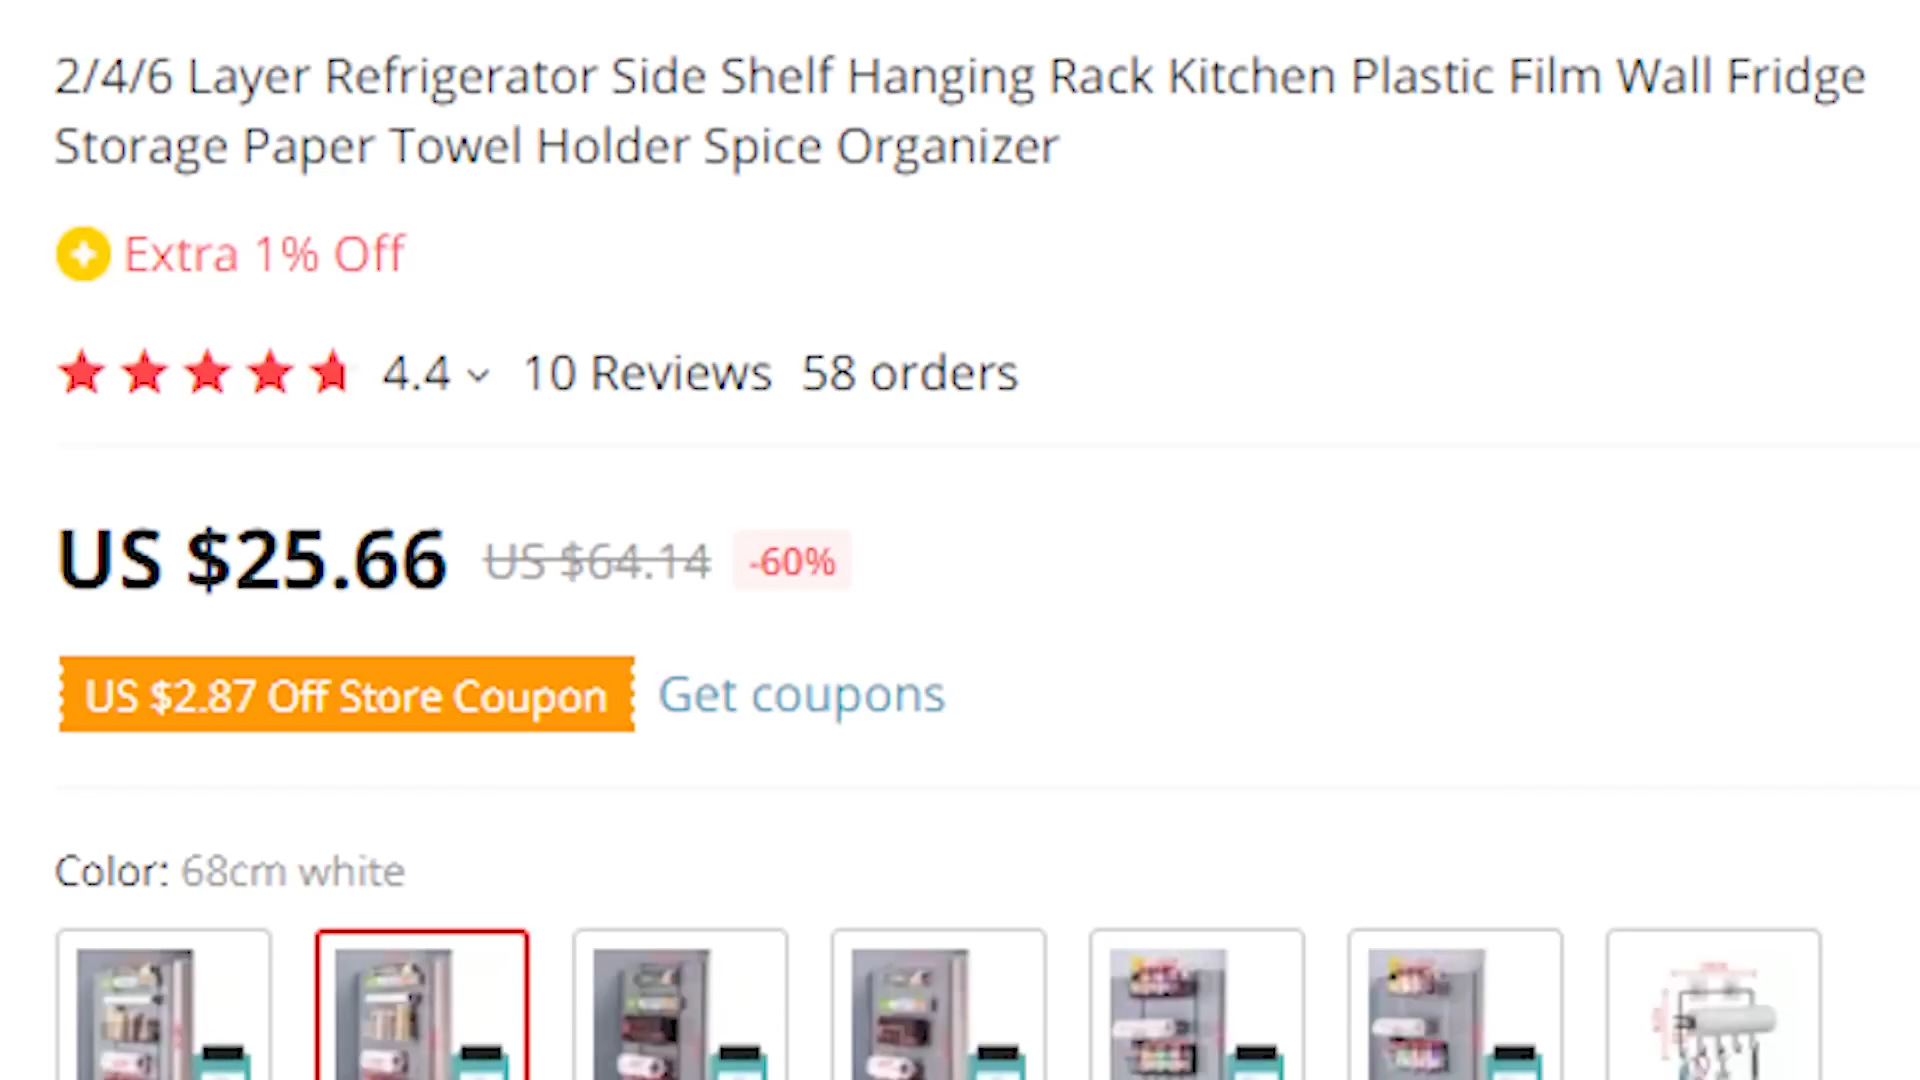 2/4/6 Layer Refrigerator Side Shelf Hanging Rack Kitchen Plastic Film Wall Fridge
Storage Paper Towel Holder Spice Organizer
Extra 1% Off
4.4 10 Reviews 58 orders
US $25.66 US $64.14 -60%
US $2.87 Off Store Coupon Get coupons
Color: 68cm white